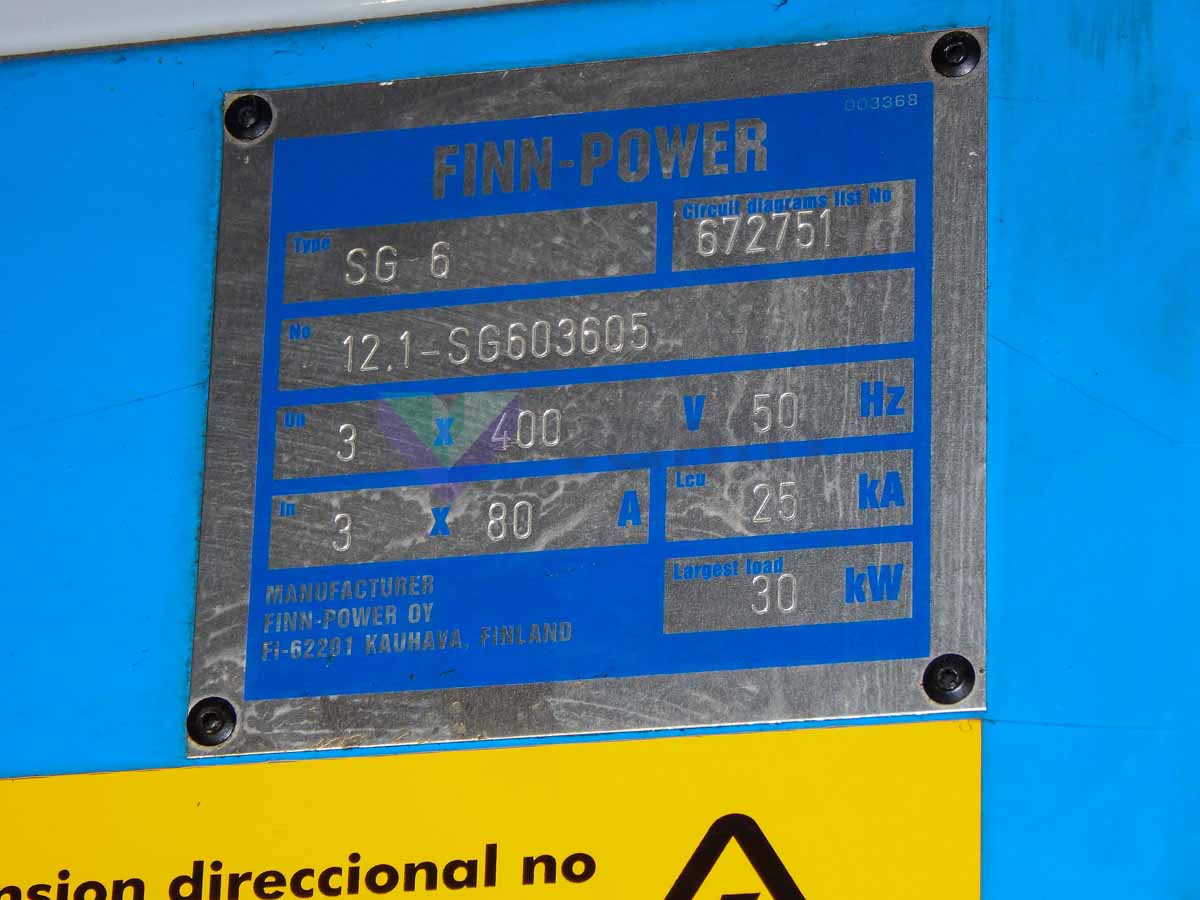 003368
FINN-POWER
Type SG 6
Circuit diagrams list No 672751
No 12.1-SG603605
Un 3 x 400 V 50 Hz
In 3 x 80 A
Lcu 25 kA
Largest load 30 kW
MANUFACTURER
FINN-POWER OY
FI-62201 KAUHAVA, FINLAND
nsion direccional no